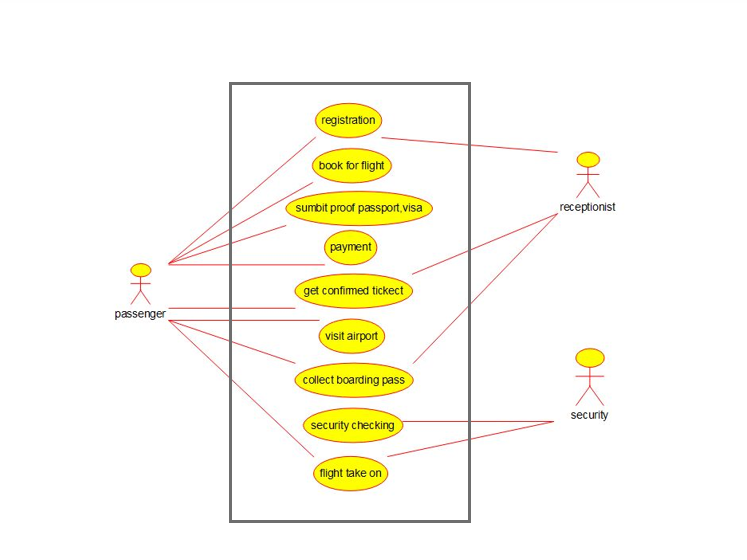 registration
book for flight
sumbit proof passport,visa
payment
get confirmed tickect
visit airport
collect boarding pass
security checking
flight take on
passenger
receptionist
security